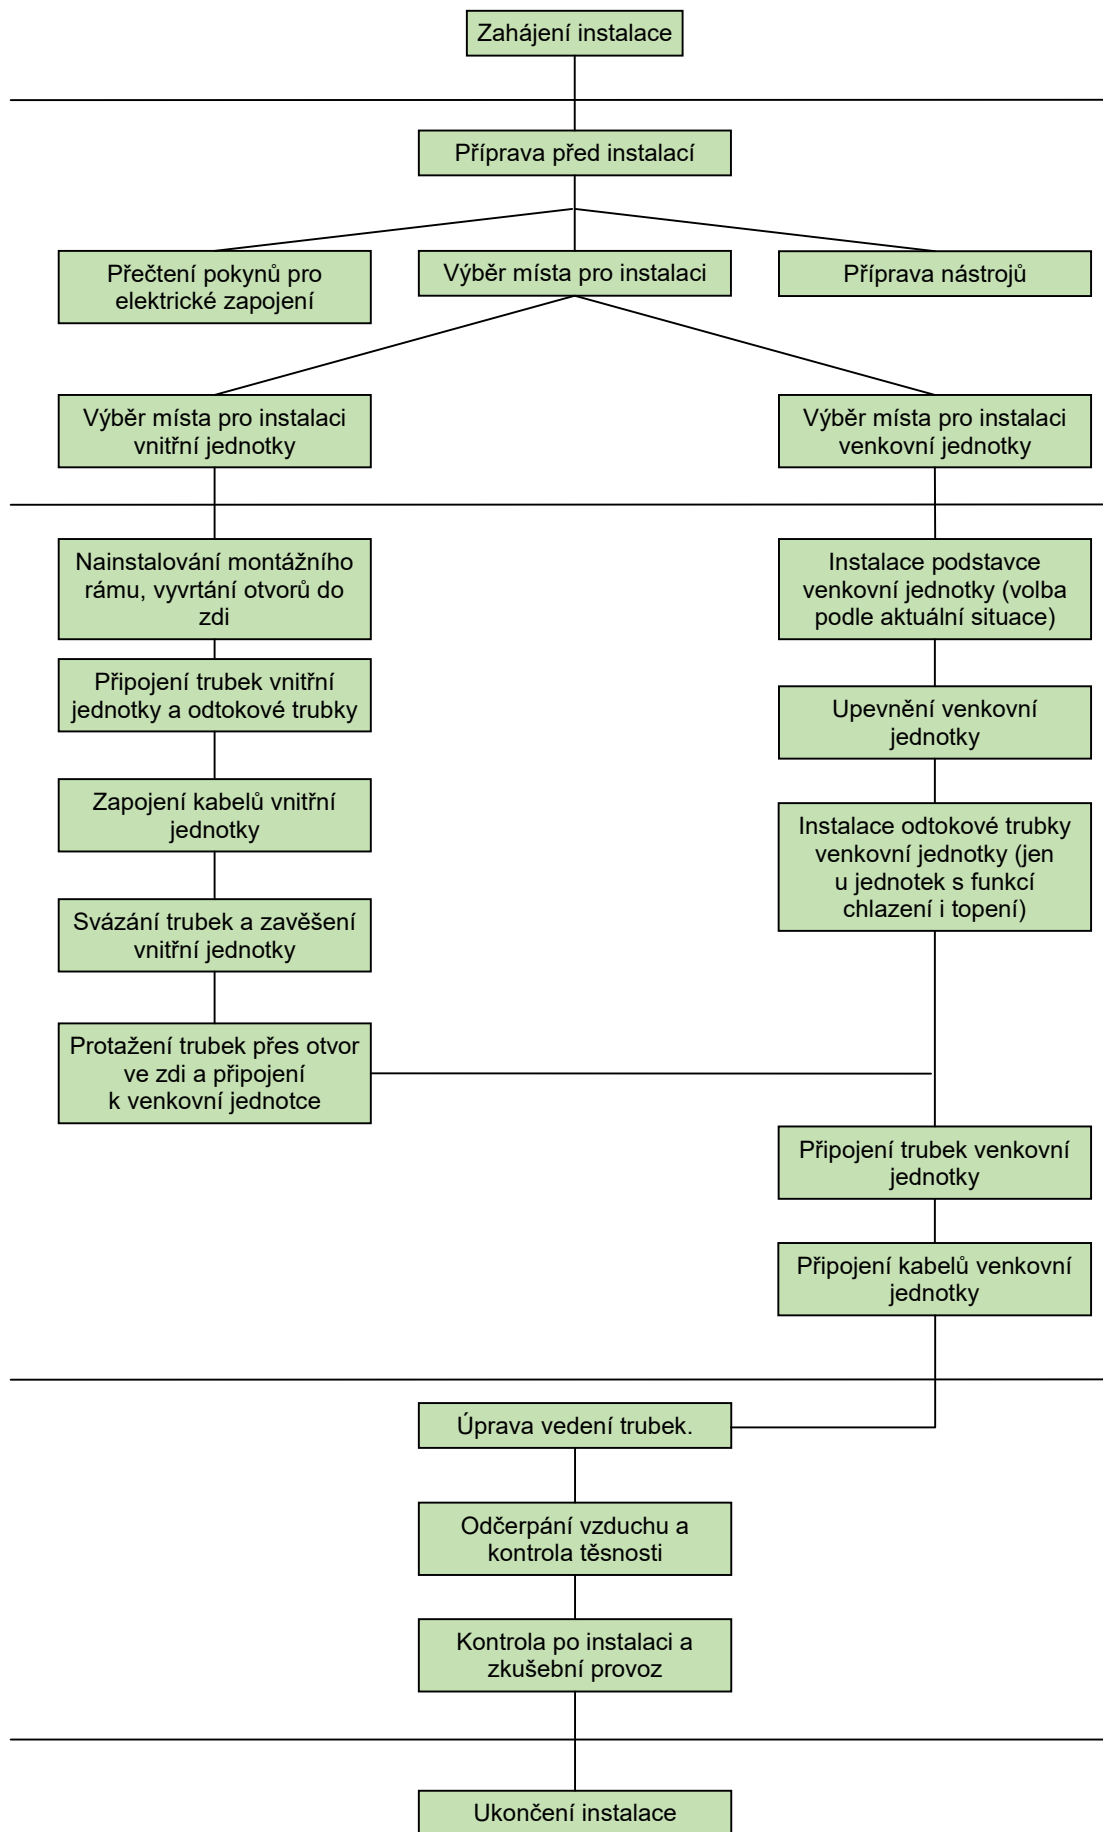 Zahájení instalace
Příprava před instalací
Přečtení pokynů pro
elektrické zapojení
Výběr místa pro instalaci
Příprava nástrojů
Výběr místa pro instalaci
vnitřní jednotky
Výběr místa pro instalaci
venkovní jednotky
Nainstalování montážního
rámu, vyvrtání otvorů do
zdi
Připojení trubek vnitřní
jednotky a odtokové trubky
Zapojení kabelů vnitřní
jednotky
Svázání trubek a zavěšení
vnitřní jednotky
Protažení trubek přes otvor
ve zdi a připojení
k venkovní jednotce
Instalace podstavce
venkovní jednotky (volba
podle aktuální situace)
Upevnění venkovní
jednotky
Instalace odtokové trubky
venkovní jednotky (jen
u jednotek s funkcí
chlazení i topení)
Připojení trubek venkovní
jednotky
Připojení kabelů venkovní
jednotky
Úprava vedení trubek.
Odčerpání vzduchu a
kontrola těsnosti
Kontrola po instalaci a
zkušební provoz
Ukončení instalace